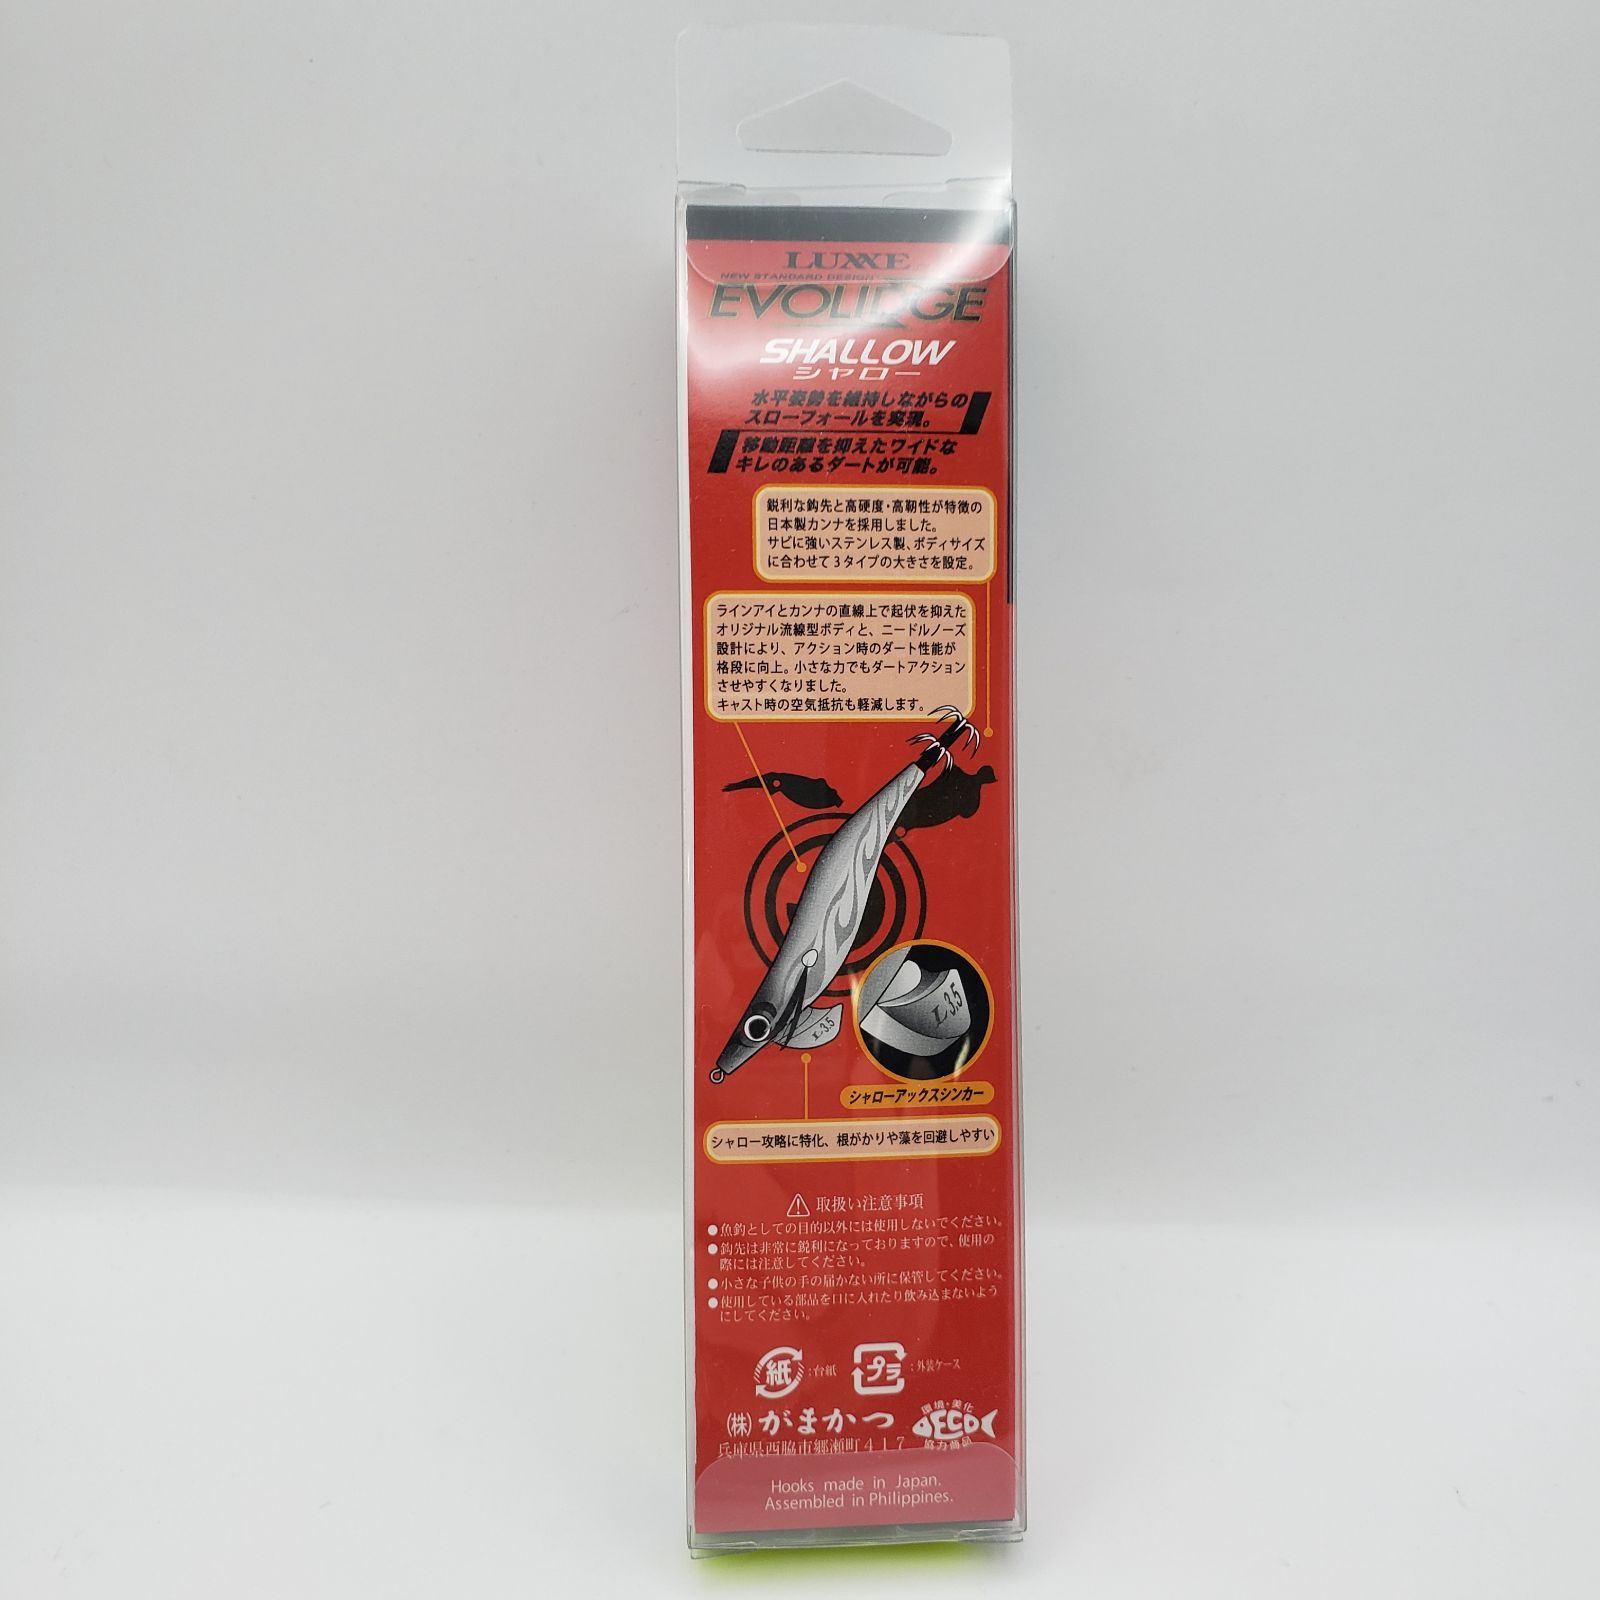 LUXXE
NEW STANDARD DESIGN
EVOLIDGE
SHALLOW
シャロー
水平姿勢を維持しながらの
スローフォールを実現。
移動距離を抑えたワイドな
キレのあるダートが可能。
鋭利な鈎先と高硬度・高靭性が特徴の
日本製カンナを採用しました。
サビに強いステンレス製、ボディサイズ
に合わせて3タイプの大きさを設定。
ラインアイとカンナの直線上で起伏を抑えた
オリジナル流線型ボディと、ニードルノーズ
設計により、アクション時のダート性能が
格段に向上。小さな力でもダートアクション
させやすくなりました。
キャスト時の空気抵抗も軽減します。
L-3.5
L-3.5
シャローアックスシンカー
シャロー攻略に特化、根がかりや藻を回避しやすい
取扱い注意事項
●魚鈎としての目的以外には使用しないでください。
●鈎先は非常に鋭利になっておりますので、使用の
際には注意してください。
●小さな子供の手の届かない所に保管してください。
●使用している部品を口に入れたり飲み込まないよう
にしてください。
紙 :台紙 プラ :外装ケース
(株)がまかつ
環境・美化
ECO
協力商品
兵庫県西脇市郷瀬町417
Hooks made in Japan.
Assembled in Philippines.